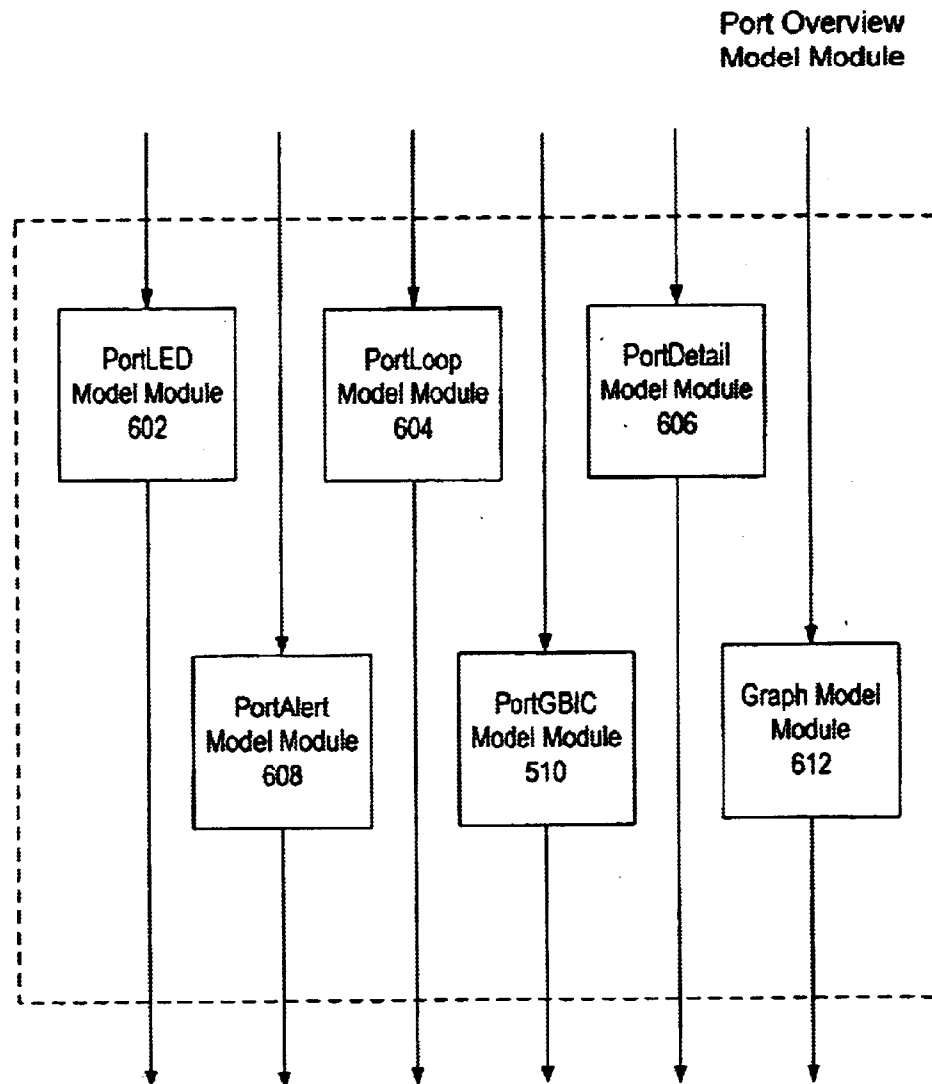 Port Overview
Model Module
PortLED
Model Module
602
PortLoop
Model Module
604
PortDetail
Model Module
606
PortAlert
Model Module
608
PortGBIC
Model Module
510
Graph Model
Module
612